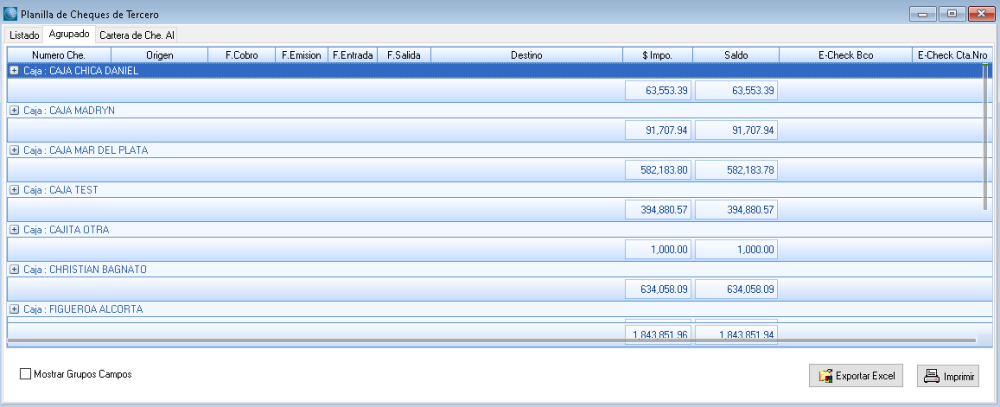 Planilla de Cheques de Tercero
Listado Agrupado Cartera de Che. Al
Numero Che. Origen F.Cobro F.Emision F.Entrada F.Salida Destino $ Impo. Saldo E-Check Bco E-Check Cta.Nro
Caja : CAJA CHICA DANIEL
63,553.39 63,553.39
Caja : CAJA MADRYN
91,707.94 91,707.94
Caja : CAJA MAR DEL PLATA
582,183.80 582,183.78
Caja : CAJA TEST
394,880.57 394,880.57
Caja : CAJITA OTRA
1,000.00 1,000.00
Caja : CHRISTIAN BAGNATO
634,058.09 634,058.09
Caja : FIGUEROA ALCORTA
1,843,851.96 1,843,851.94
Mostrar Grupos Campos
Exportar Excel Imprimir